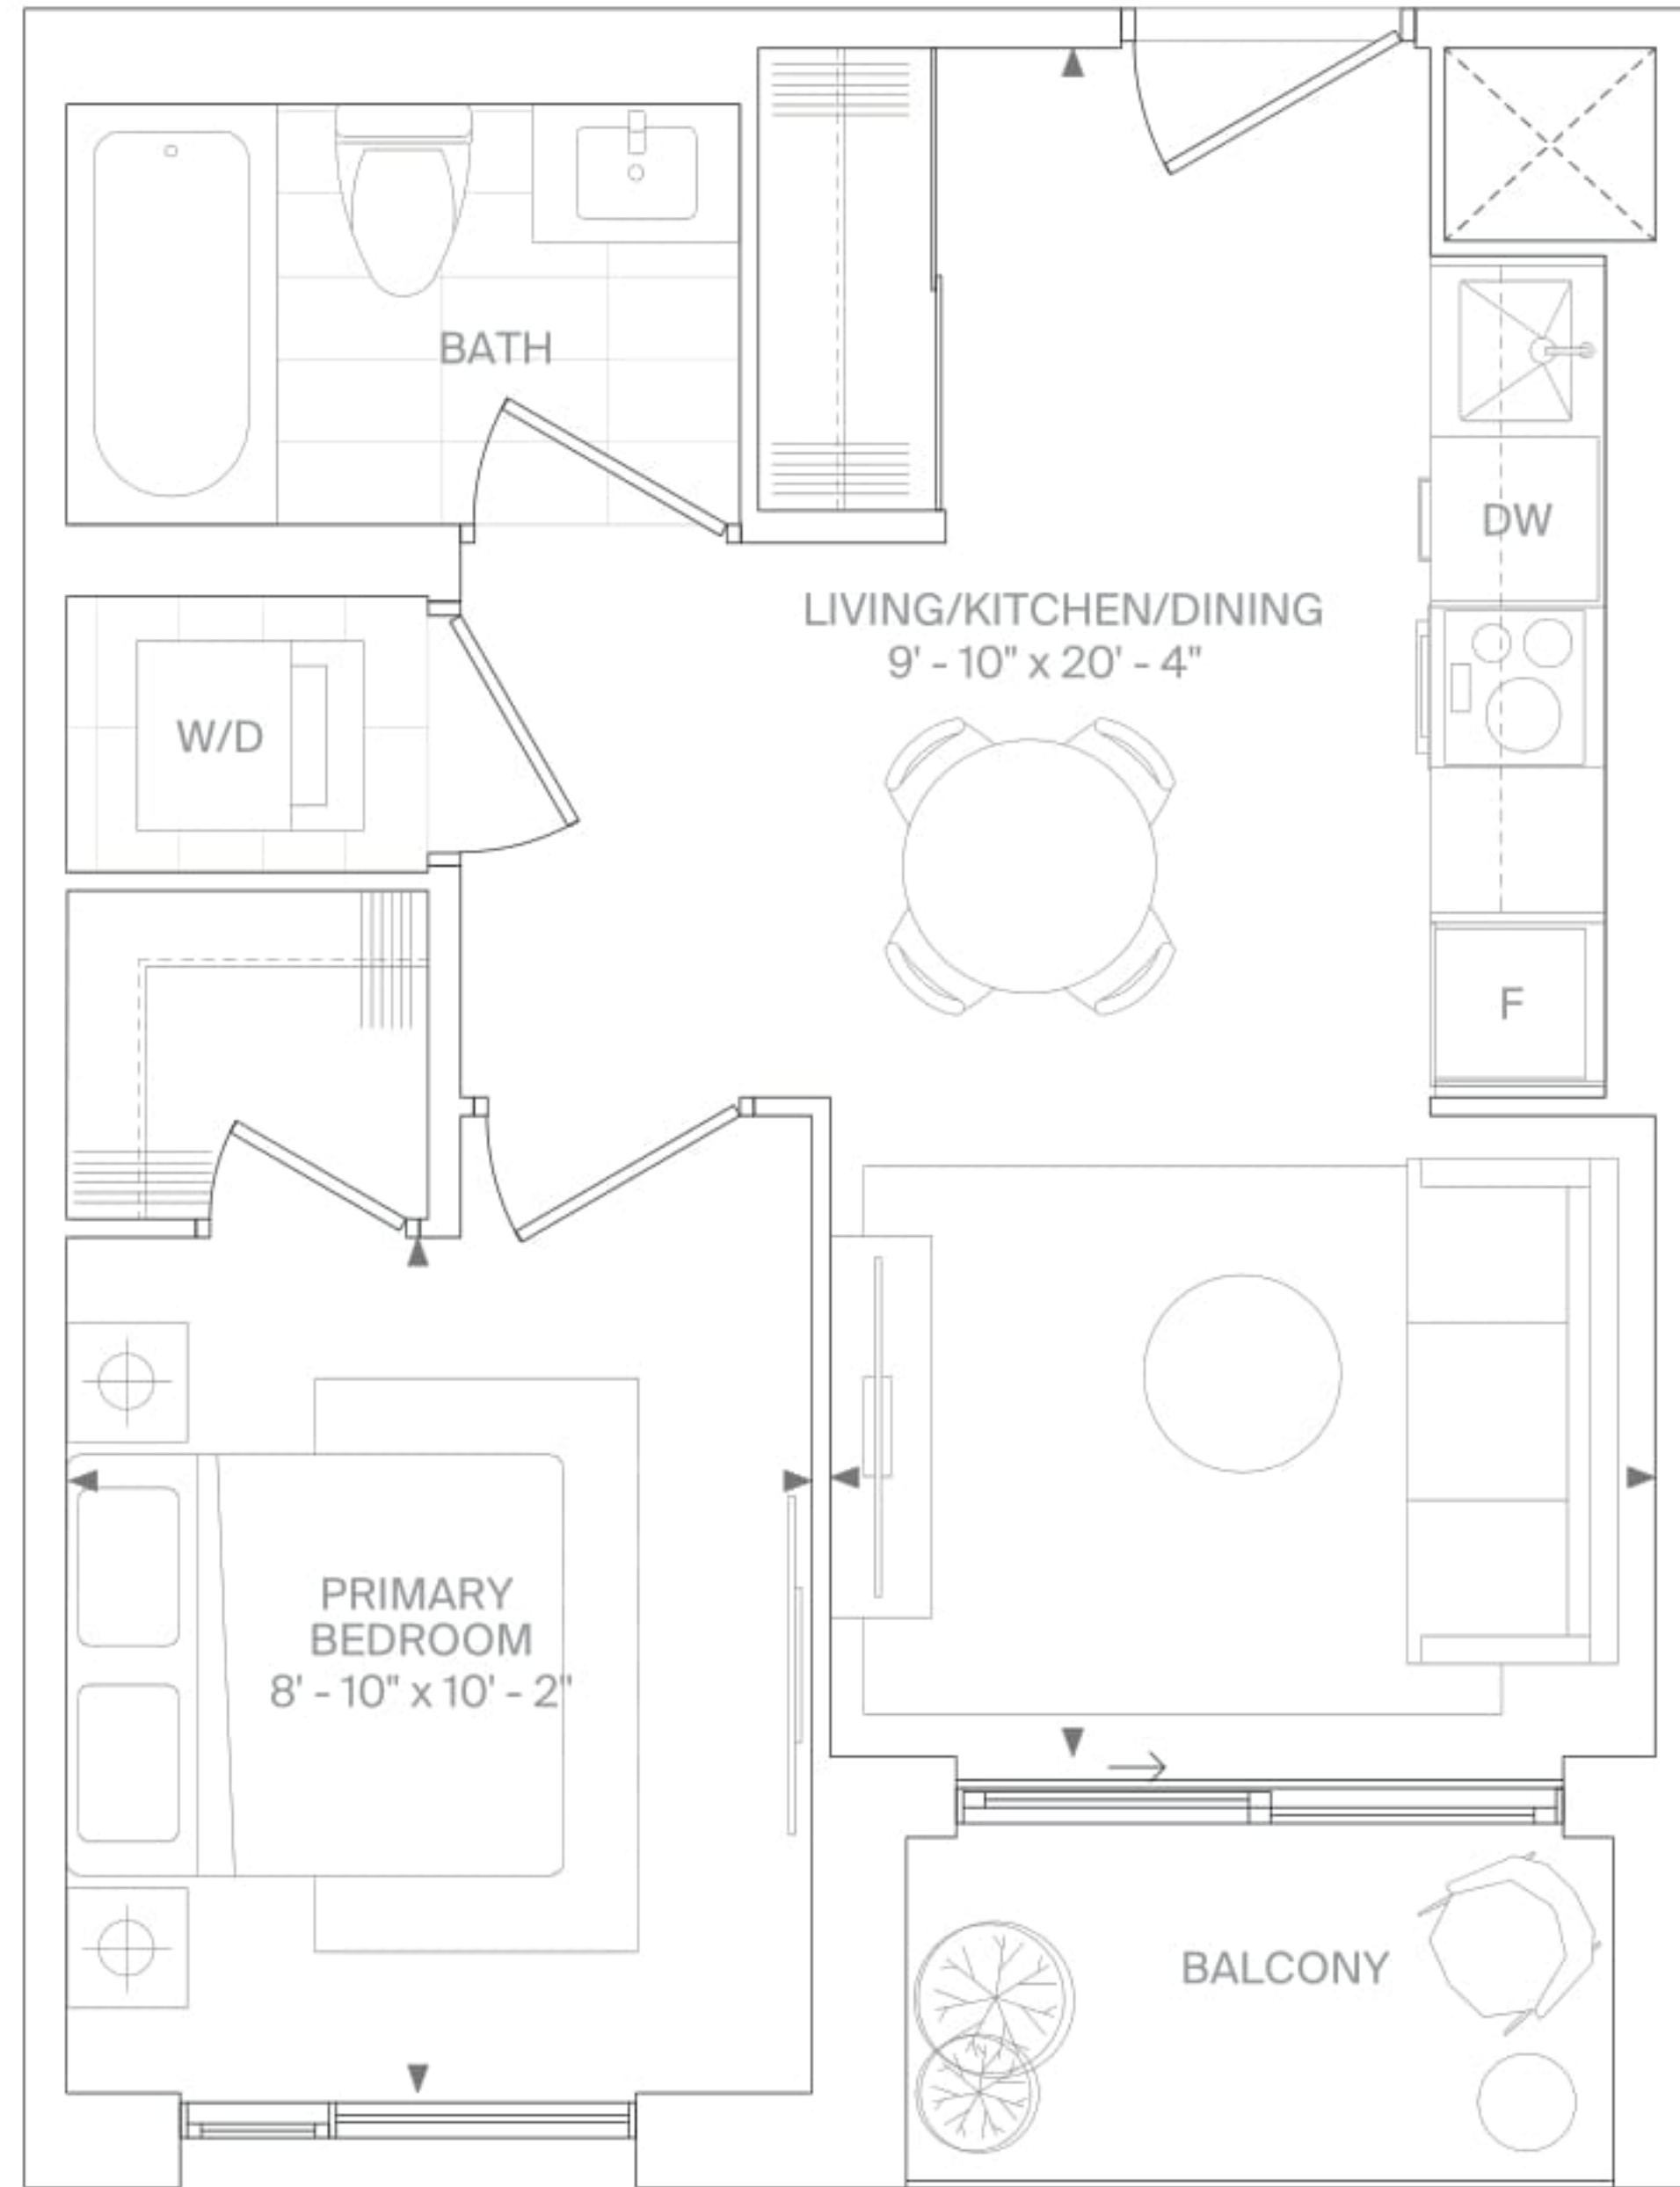 BATH
DW
LIVING/KITCHEN/DINING
9' - 10" x 20' - 4"
W/D
F
PRIMARY
BEDROOM
8' - 10" x 10' - 2"
BALCONY